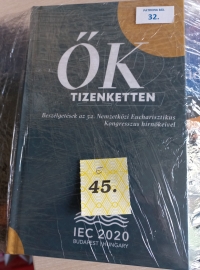 32.
ŐK
TIZENKETTEN
Beszélgetések az 52. Nemzetközi Eucharisztikus
Kongresszus hírnökeivel
45.
IEC 2020
BUDAPEST HUNGARY